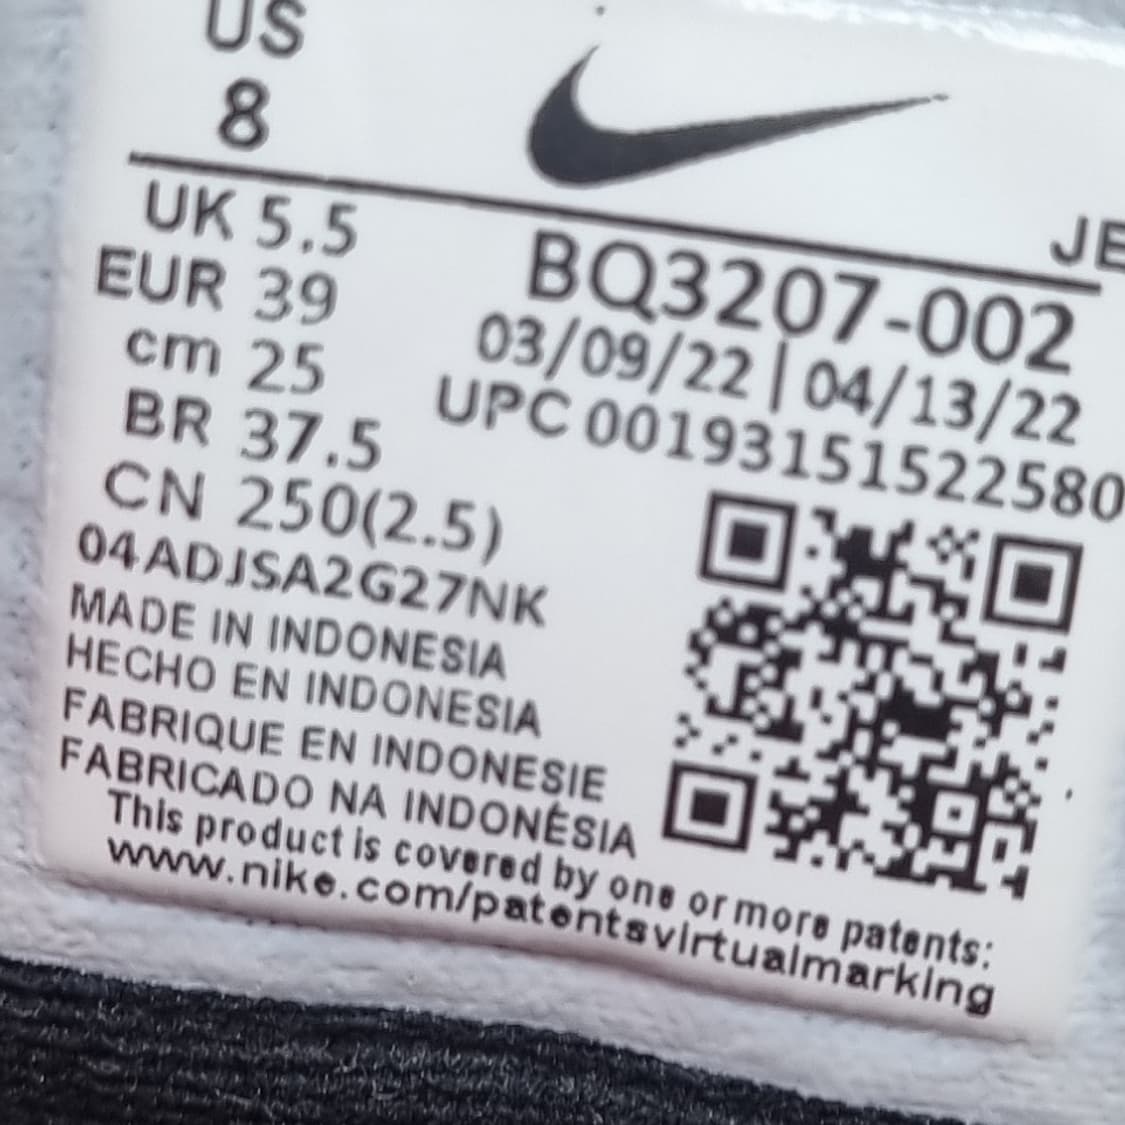 US
8
JE
UK 5.5
EUR 39
cm 25
BR 37.5
CN 250(2.5)
BQ3207-002
03/09/22 | 04/13/22
UPC 00193151522580
04ADJSA2G27NK
MADE IN INDONESIA
HECHO EN INDONESIA
FABRIQUE EN INDONESIE
FABRICADO NA INDONÉSIA
This product is covered by one or more patents:
www.nike.com/patentsvirtualmarking